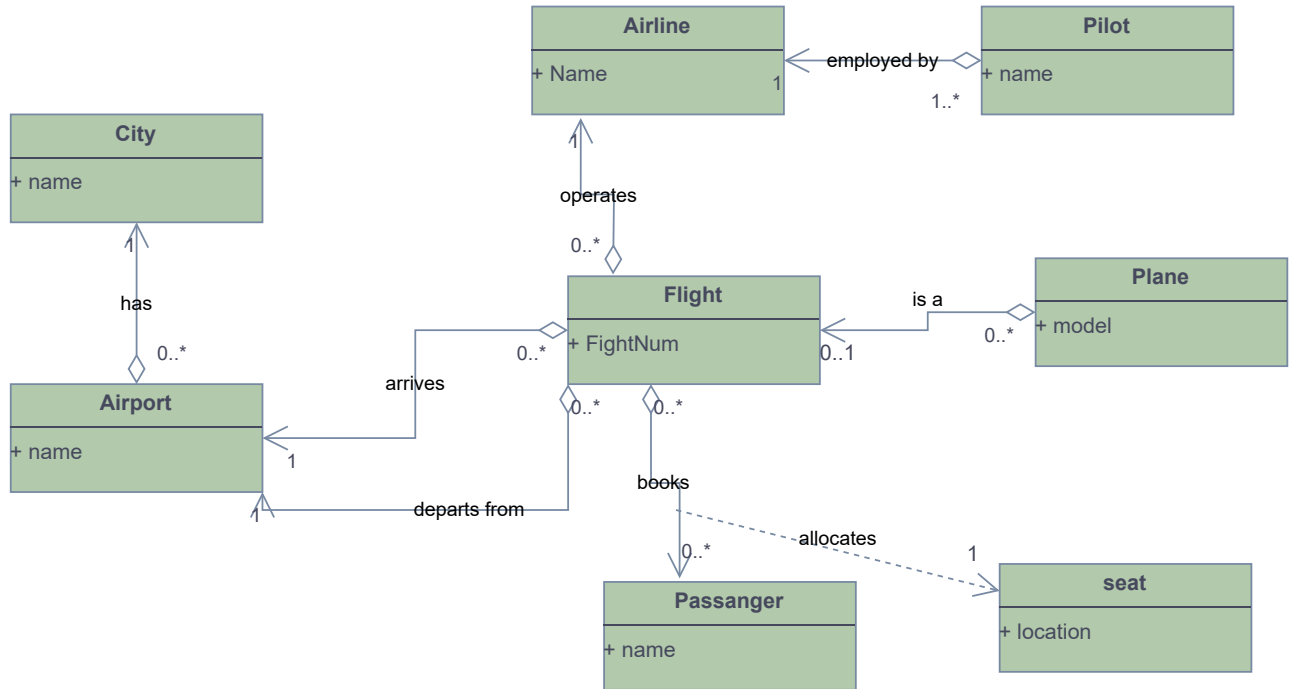 Airline
+ Name
1
employed by
1..*
Pilot
+ name
City
+ name
1
has
0..*
Airport
+ name
1
operates
0..*
Flight
+ FightNum
0..*
arrives
1
0..*
departs from
1
0..1
is a
0..*
Plane
+ model
0..*
books
0..*
allocates
1
Passanger
+ name
seat
+ location